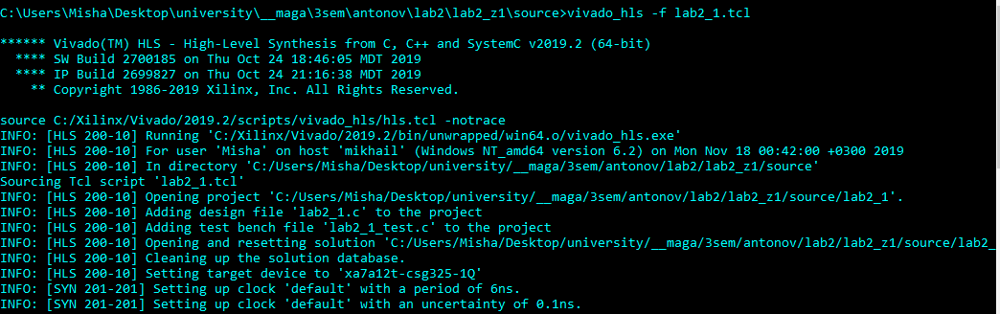 C:\Users\Misha\Desktop\university\__maga\3sem\antonov\lab2\lab2_z1\source>vivado_hls -f lab2_1.tcl
****** Vivado(TM) HLS - High-Level Synthesis from C, C++ and SystemC v2019.2 (64-bit)
**** SW Build 2700185 on Thu Oct 24 18:46:05 MDT 2019
**** IP Build 2699827 on Thu Oct 24 21:16:38 MDT 2019
** Copyright 1986-2019 Xilinx, Inc. All Rights Reserved.
source C:/Xilinx/Vivado/2019.2/scripts/vivado_hls/hls.tcl -notrace
INFO: [HLS 200-10] Running 'C:/Xilinx/Vivado/2019.2/bin/unwrapped/win64.o/vivado_hls.exe'
INFO: [HLS 200-10] For user 'Misha' on host 'mikhail' (Windows NT_amd64 version 6.2) on Mon Nov 18 00:42:00 +0300 2019
INFO: [HLS 200-10] In directory 'C:/Users/Misha/Desktop/university/__maga/3sem/antonov/lab2/lab2_z1/source'
Sourcing Tcl script 'lab2_1.tcl'
INFO: [HLS 200-10] Opening project 'C:/Users/Misha/Desktop/university/__maga/3sem/antonov/lab2/lab2_z1/source/lab2_1'.
INFO: [HLS 200-10] Adding design file 'lab2_1.c' to the project
INFO: [HLS 200-10] Adding test bench file 'lab2_1_test.c' to the project
INFO: [HLS 200-10] Opening and resetting solution 'C:/Users/Misha/Desktop/university/__maga/3sem/antonov/lab2/lab2_z1/source/lab2_
INFO: [HLS 200-10] Cleaning up the solution database.
INFO: [HLS 200-10] Setting target device to 'xa7a12t-csg325-1Q'
INFO: [SYN 201-201] Setting up clock 'default' with a period of 6ns.
INFO: [SYN 201-201] Setting up clock 'default' with an uncertainty of 0.1ns.